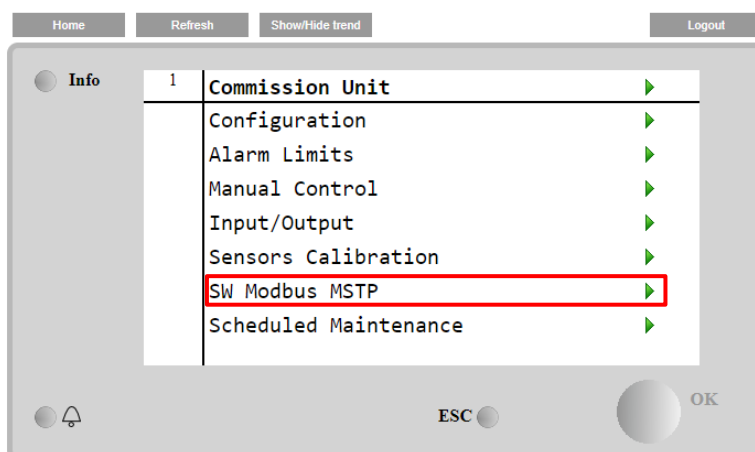 Home Refresh Show/Hide trend Logout
Info
1 Commission Unit
Configuration
Alarm Limits
Manual Control
Input/Output
Sensors Calibration
SW Modbus MSTP
Scheduled Maintenance
ESC OK